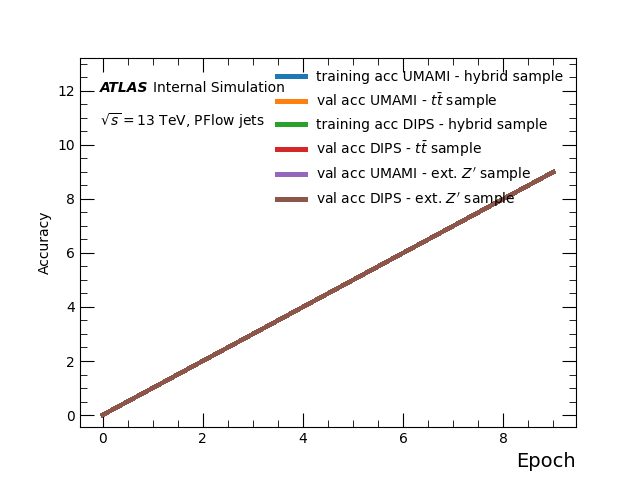 ATLAS Internal Simulation
√s = 13 TeV, PFlow jets
training acc UMAMI - hybrid sample
val acc UMAMI - tt̄ sample
training acc DIPS - hybrid sample
val acc DIPS - tt̄ sample
val acc UMAMI - ext. Z′ sample
val acc DIPS - ext. Z′ sample
Accuracy
12
10
8
6
4
2
0
0 2 4 6 8
Epoch